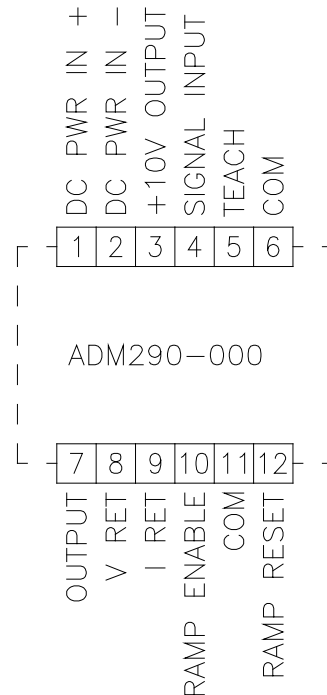 DC PWR IN +
DC PWR IN -
+10V OUTPUT
SIGNAL INPUT
TEACH
COM
1 2 3 4 5 6
ADM290-000
7 8 9 10 11 12
OUTPUT
V RET
I RET
RAMP ENABLE
COM
RAMP RESET